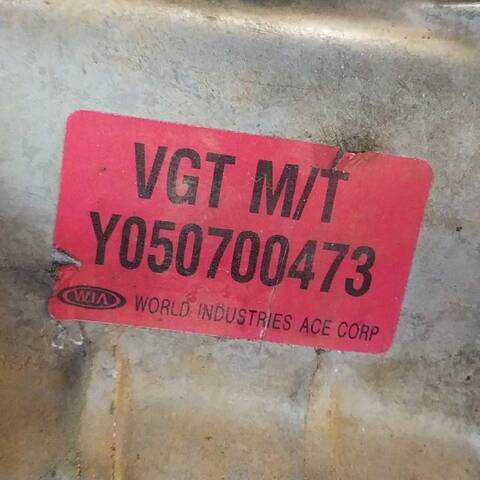 VGT M/T
Y050700473
WIA WORLD INDUSTRIES ACE CORP